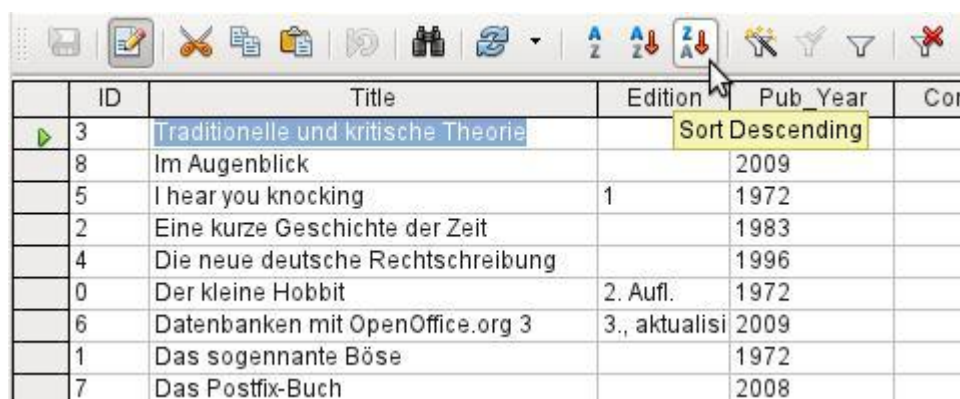 ID Title Edition Pub_Year Cor
3 Traditionelle und kritische Theorie Sort Descending
8 Im Augenblick 2009
5 I hear you knocking 1 1972
2 Eine kurze Geschichte der Zeit 1983
4 Die neue deutsche Rechtschreibung 1996
0 Der kleine Hobbit 2. Aufl. 1972
6 Datenbanken mit OpenOffice.org 3 3., aktualisi 2009
1 Das sogennante Böse 1972
7 Das Postfix-Buch 2008